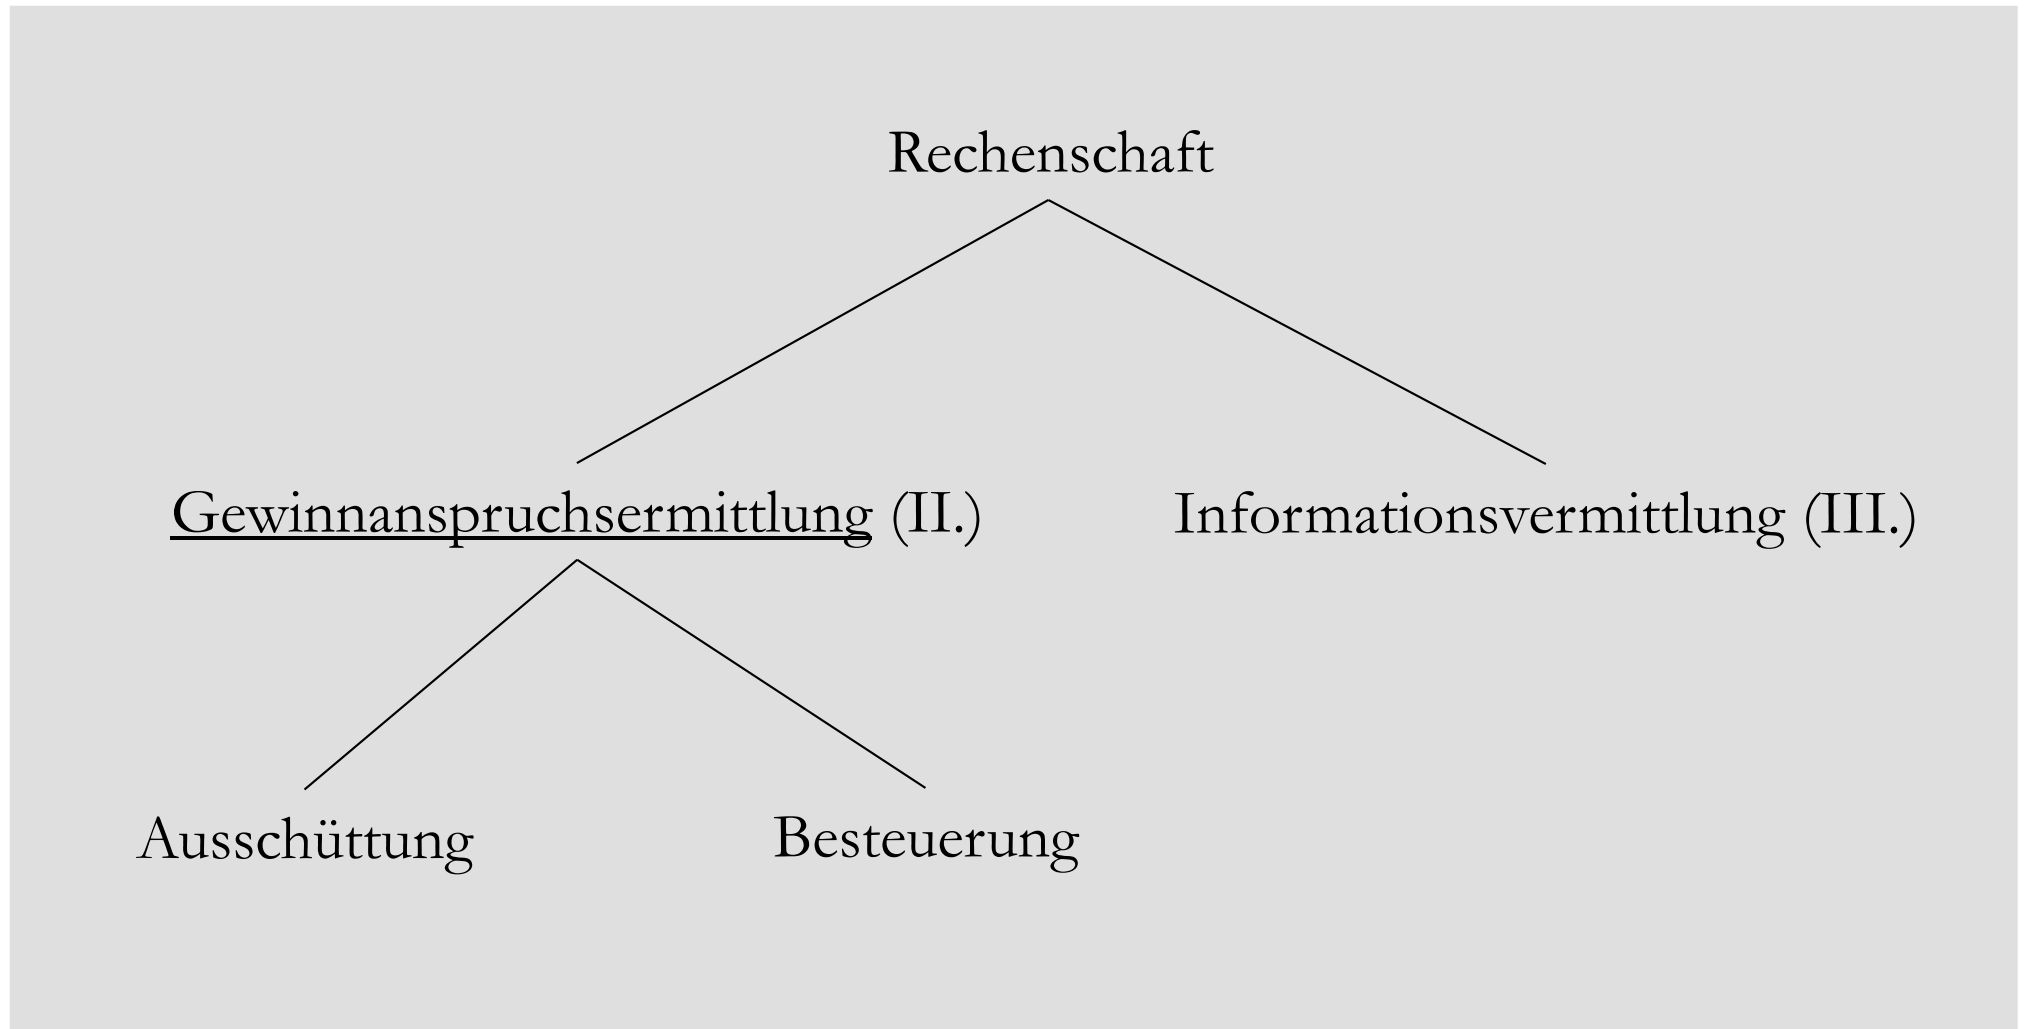 Rechenschaft
Gewinnanspruchsermittlung (II.)
Informationsvermittlung (III.)
Ausschüttung
Besteuerung